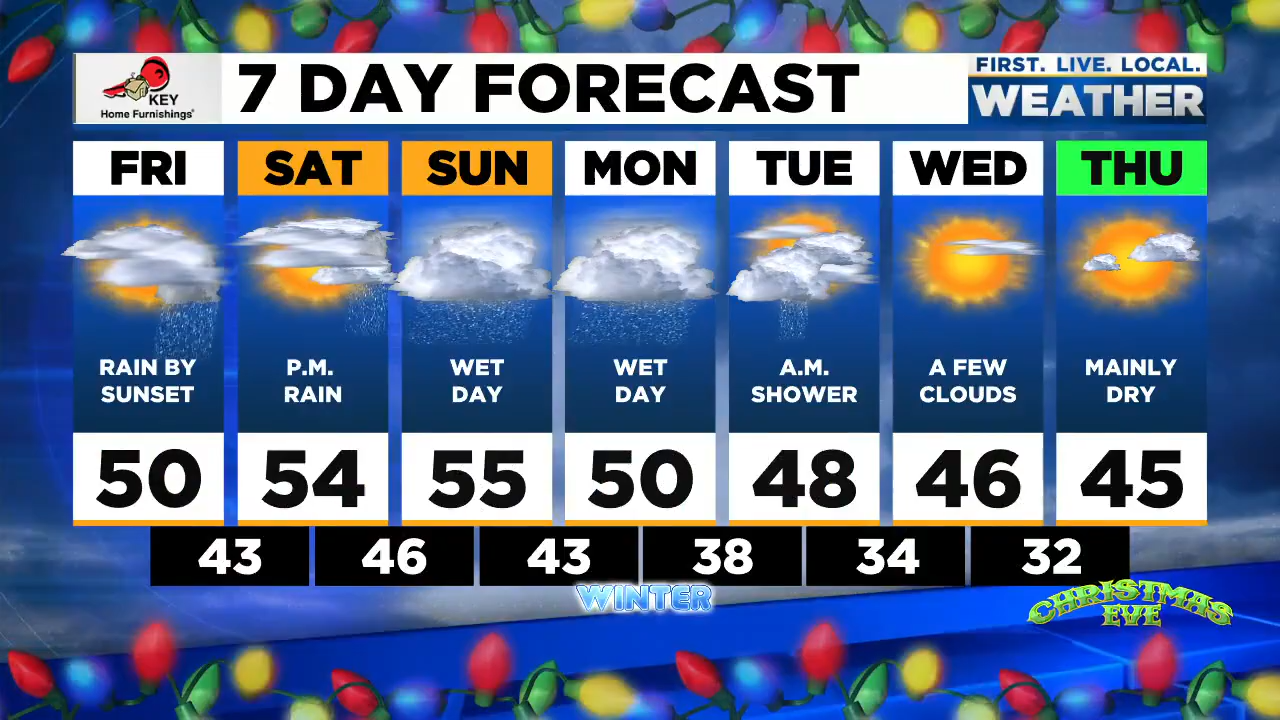 KEY
Home Furnishings
7 DAY FORECAST
FIRST. LIVE. LOCAL.
WEATHER
FRI SAT SUN MON TUE WED THU
RAIN BY P.M. WET WET A.M. A FEW MAINLY
SUNSET RAIN DAY DAY SHOWER CLOUDS DRY
50 54 55 50 48 46 45
43 46 43 38 34 32
WINTER
CHRISTMAS
EVE